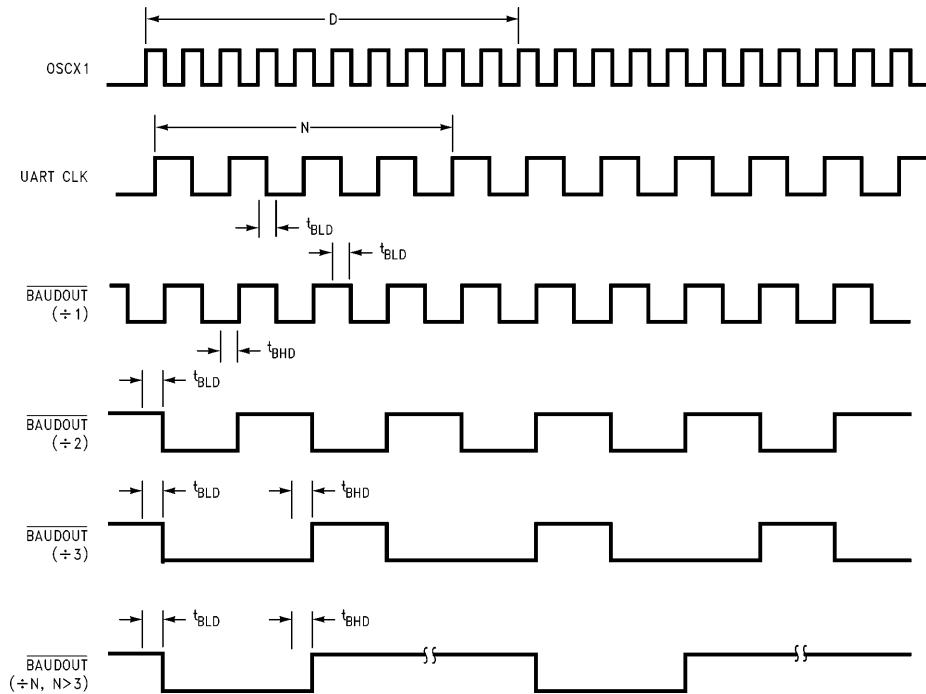 D
OSCX1
N
UART CLK
tBLD
tBLD
BAUDOUT
(÷1)
tBHD
tBLD
BAUDOUT
(÷2)
tBLD
tBHD
BAUDOUT
(÷3)
tBLD
tBHD
BAUDOUT
(÷N, N>3)